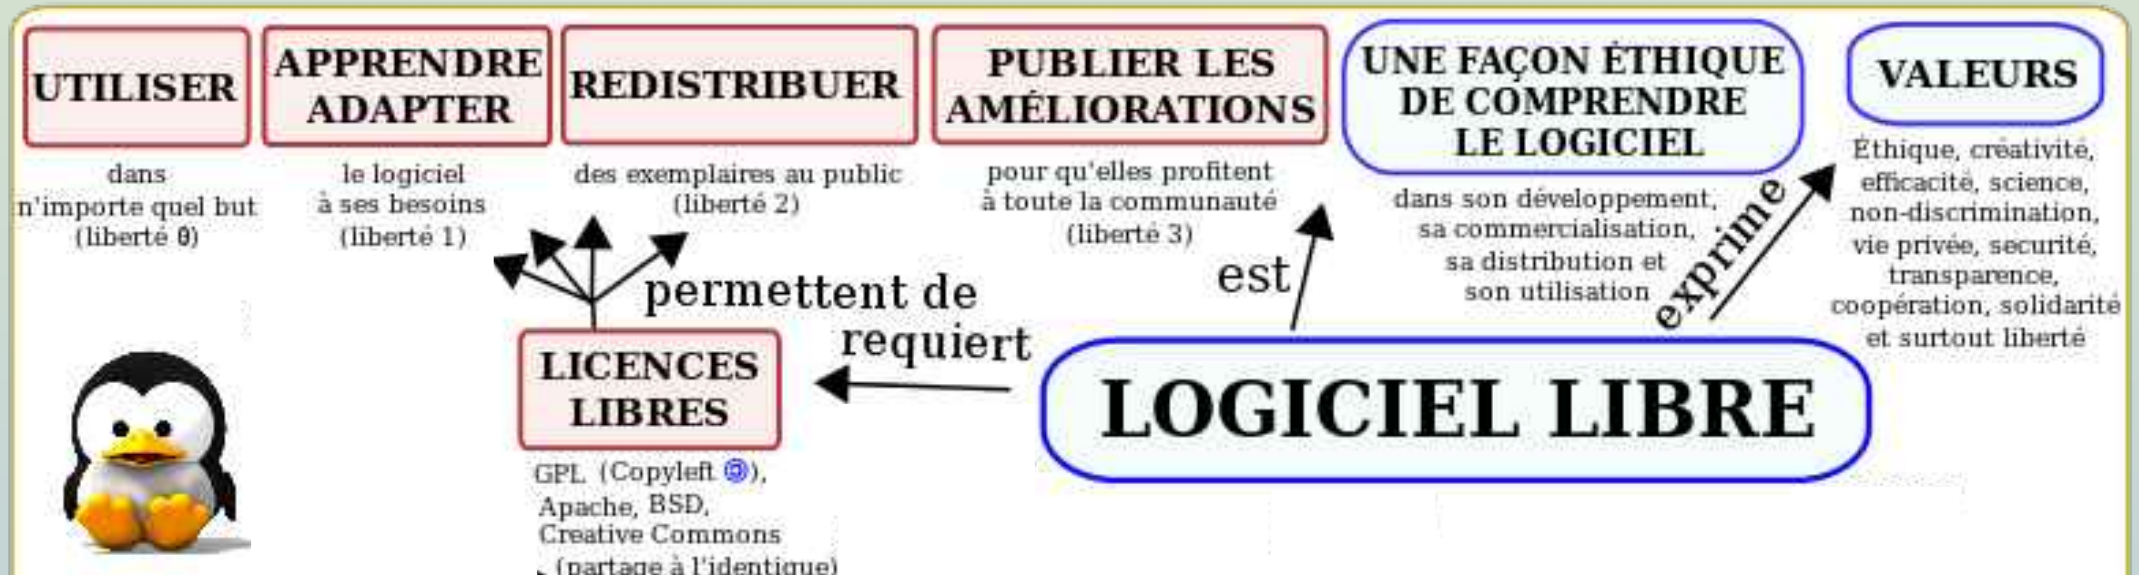 UTILISER
dans
n'importe quel but
(liberté 0)
APPRENDRE
ADAPTER
le logiciel
à ses besoins
(liberté 1)
REDISTRIBUER
des exemplaires au public
(liberté 2)
PUBLIER LES
AMÉLIORATIONS
pour qu'elles profitent
à toute la communauté
(liberté 3)
UNE FAÇON ÉTHIQUE
DE COMPRENDRE
LE LOGICIEL
dans son développement,
sa commercialisation,
sa distribution et
son utilisation
VALEURS
Éthique, créativité,
efficacité, science,
non-discrimination,
vie privée, securité,
transparence,
coopération, solidarité
et surtout liberté
permettent de
requiert
est
exprime
LICENCES
LIBRES
GPL (Copyleft 🄯),
Apache, BSD,
Creative Commons
(partage à l'identique)
LOGICIEL LIBRE